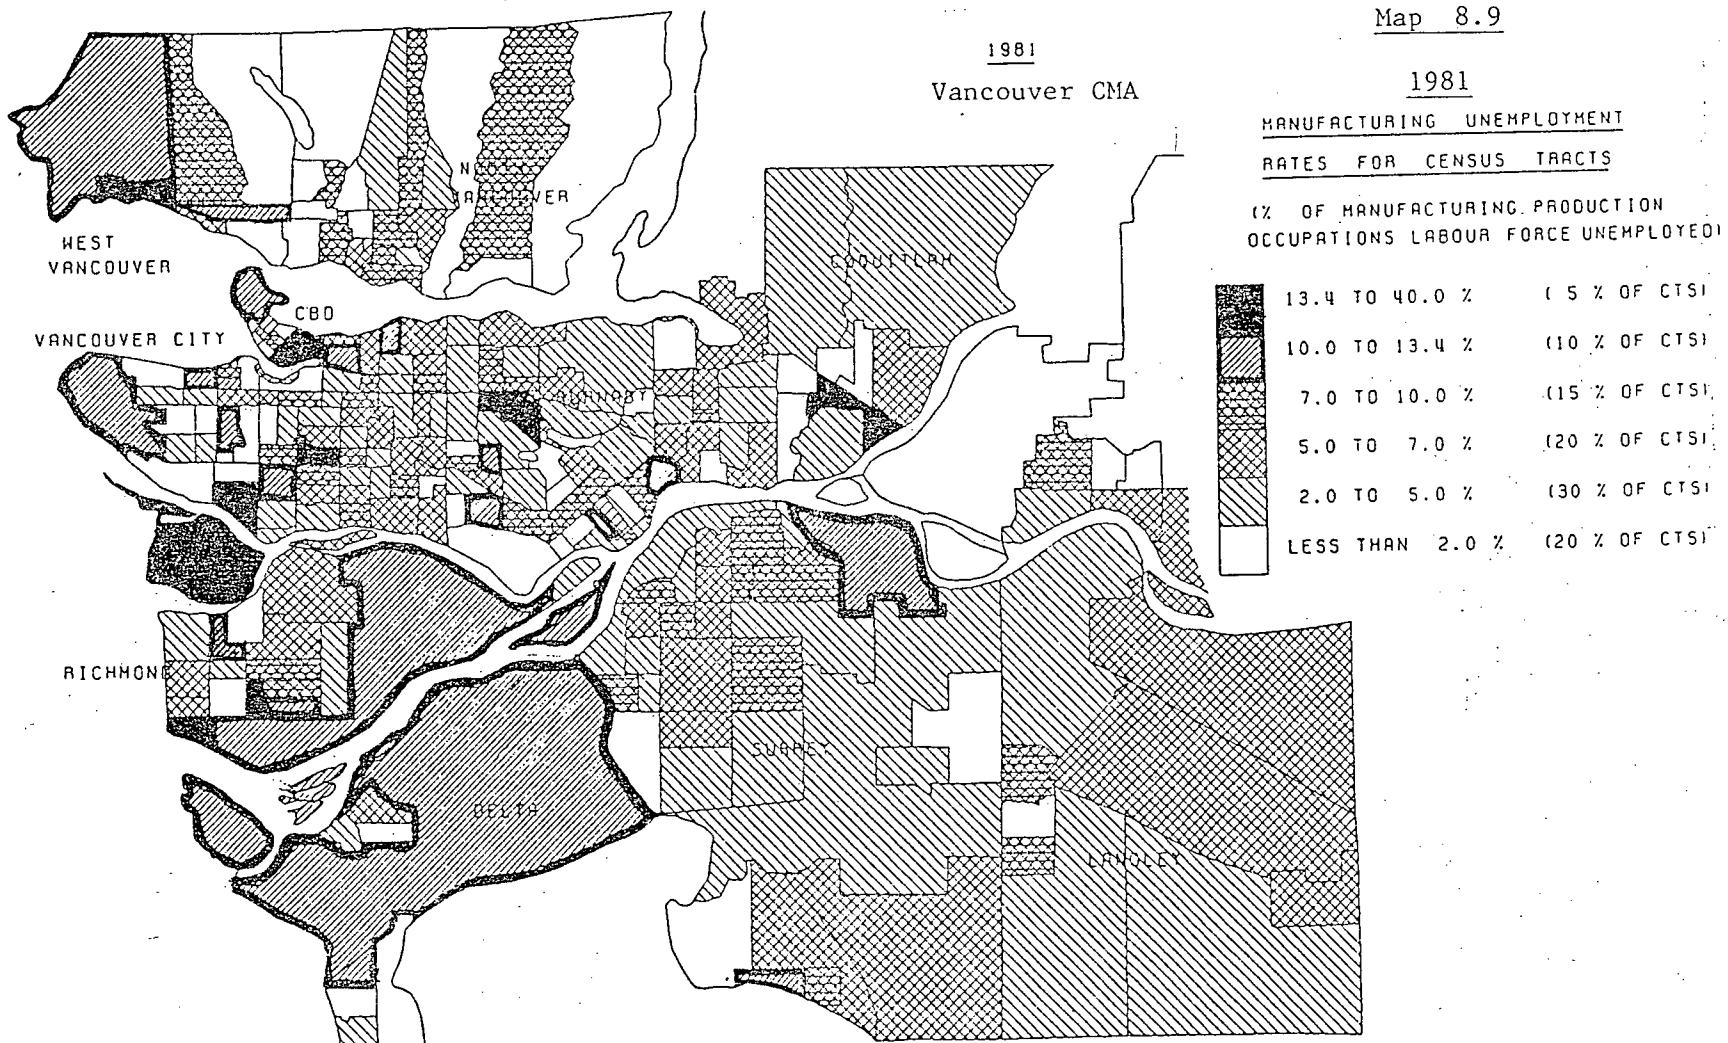 Map 8.9
1981
Vancouver CMA
1981
MANUFACTURING UNEMPLOYMENT
RATES FOR CENSUS TRACTS
(% OF MANUFACTURING PRODUCTION
OCCUPATIONS LABOUR FORCE UNEMPLOYED)
13.4 TO 40.0 % ( 5 % OF CTS)
10.0 TO 13.4 % (10 % OF CTS)
7.0 TO 10.0 % (15 % OF CTS)
5.0 TO 7.0 % (20 % OF CTS)
2.0 TO 5.0 % (30 % OF CTS)
LESS THAN 2.0 % (20 % OF CTS)
WEST
VANCOUVER
VANCOUVER
COQUITLAM
CBD
VANCOUVER CITY
BURNABY
RICHMOND
SURREY
DELTA
LANGLEY